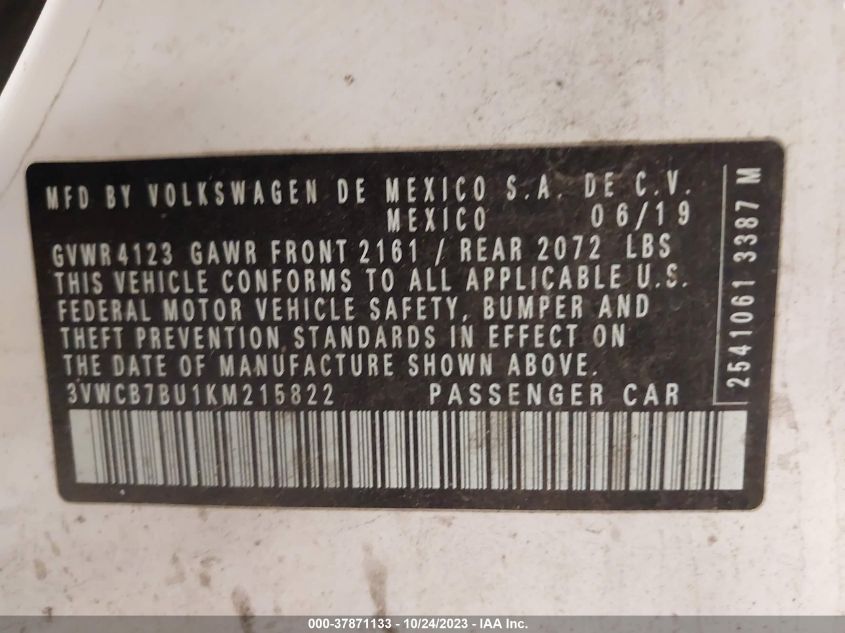 MFD BY VOLKSWAGEN DE MEXICO S.A. DE C.V.
MEXICO 06/19
GVWR 4123 GAWR FRONT 2161 / REAR 2072 LBS
THIS VEHICLE CONFORMS TO ALL APPLICABLE U.S.
FEDERAL MOTOR VEHICLE SAFETY, BUMPER AND
THEFT PREVENTION STANDARDS IN EFFECT ON
THE DATE OF MANUFACTURE SHOWN ABOVE.
3VWCB7BU1KM215822 PASSENGER CAR
2541061 3387 M
000-37871133 - 10/24/2023 - IAA Inc.